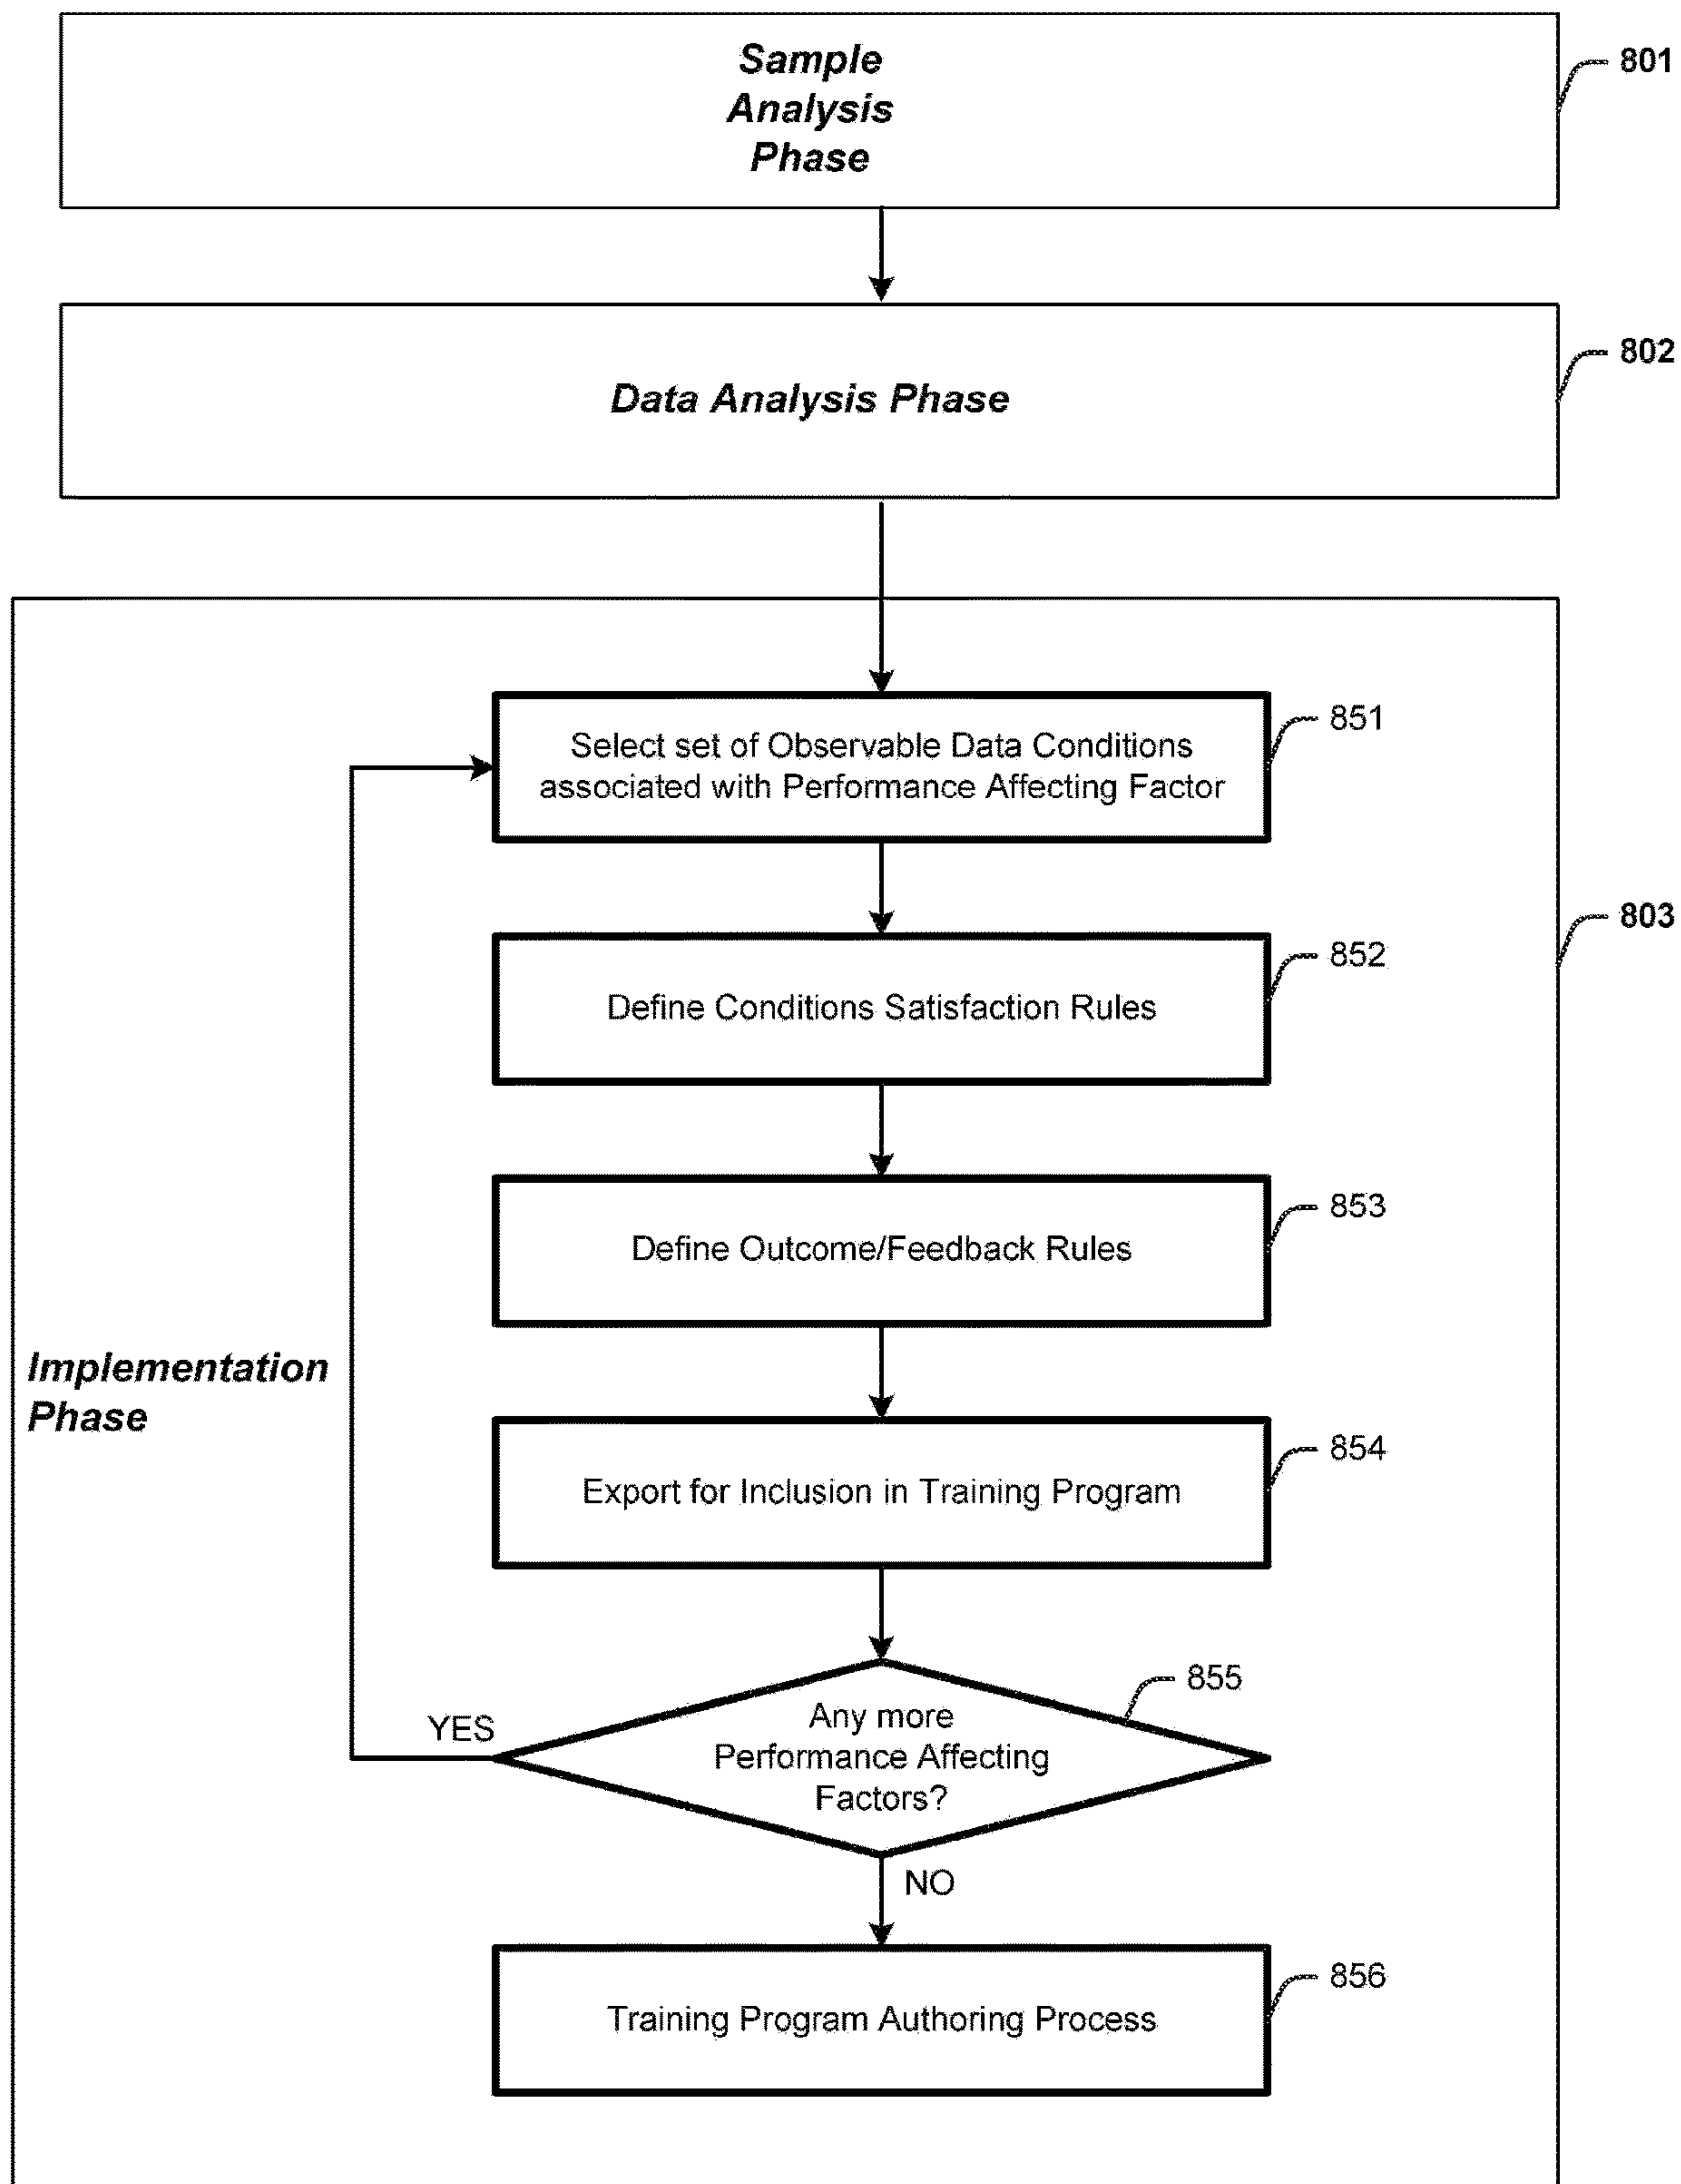 Sample
Analysis
Phase
801
Data Analysis Phase
802
Select set of Observable Data Conditions
associated with Performance Affecting Factor
851
803
Define Conditions Satisfaction Rules
852
Define Outcome/Feedback Rules
853
Implementation
Phase
Export for Inclusion in Training Program
854
Any more
Performance Affecting
Factors?
855
YES
NO
Training Program Authoring Process
856